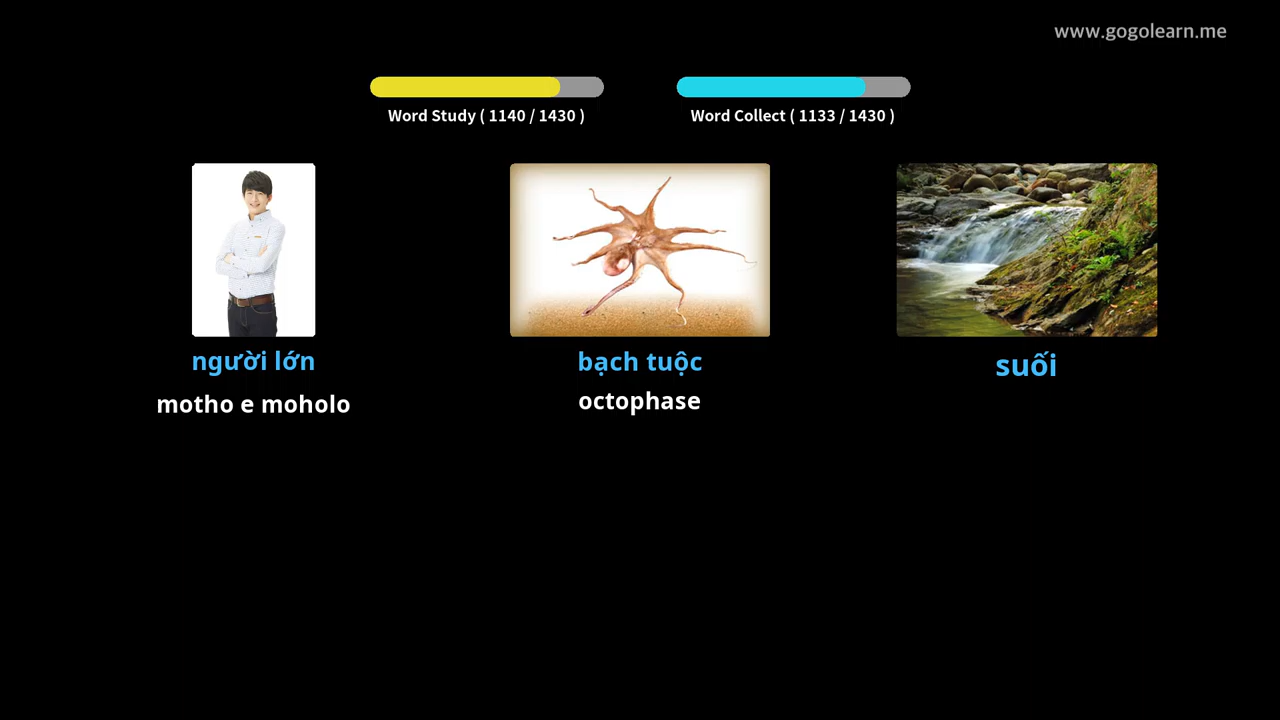 www.gogolearn.me
Word Study ( 1140 / 1430 )
Word Collect ( 1133 / 1430 )
người lớn
motho e moholo
bạch tuộc
octophase
suối